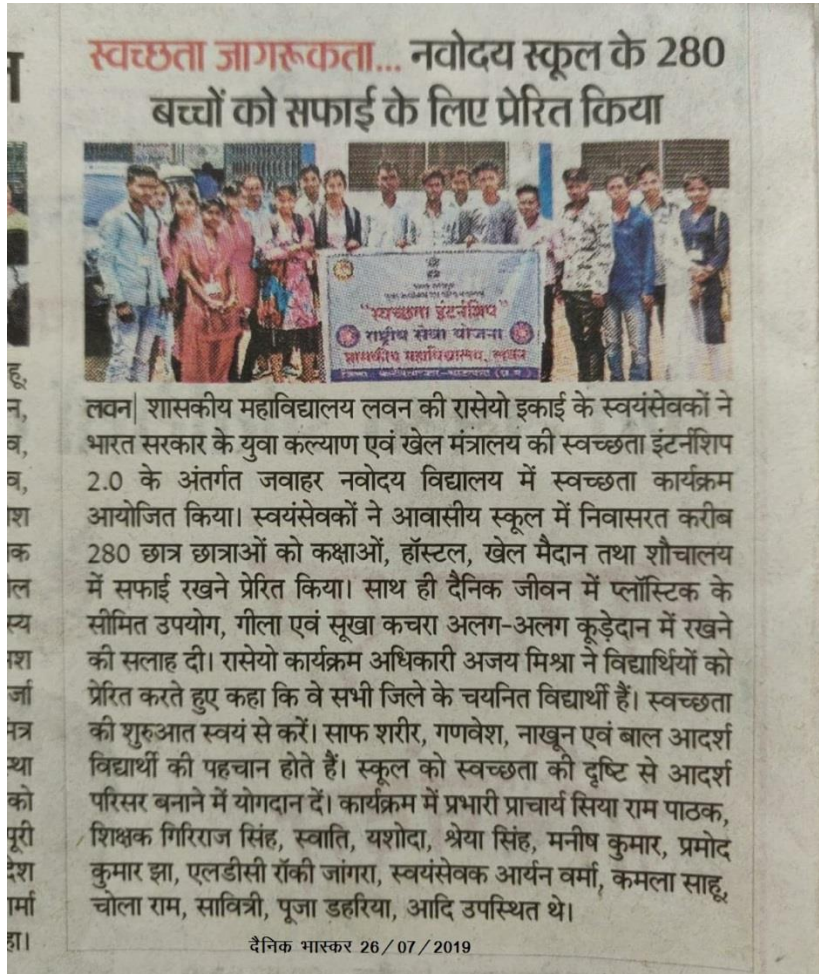 स्वच्छता जागरूकता... नवोदय स्कूल के 280
बच्चों को सफाई के लिए प्रेरित किया
"स्वच्छता इंटर्नशिप"
राष्ट्रीय सेवा योजना
शासकीय महाविद्यालय, लवन
लवन| शासकीय महाविद्यालय लवन की रासेयो इकाई के स्वयंसेवकों ने
भारत सरकार के युवा कल्याण एवं खेल मंत्रालय की स्वच्छता इंटर्नशिप
2.0 के अंतर्गत जवाहर नवोदय विद्यालय में स्वच्छता कार्यक्रम
आयोजित किया। स्वयंसेवकों ने आवासीय स्कूल में निवासरत करीब
280 छात्र छात्राओं को कक्षाओं, हॉस्टल, खेल मैदान तथा शौचालय
में सफाई रखने प्रेरित किया। साथ ही दैनिक जीवन में प्लॉस्टिक के
सीमित उपयोग, गीला एवं सूखा कचरा अलग-अलग कूड़ेदान में रखने
की सलाह दी। रासेयो कार्यक्रम अधिकारी अजय मिश्रा ने विद्यार्थियों को
प्रेरित करते हुए कहा कि वे सभी जिले के चयनित विद्यार्थी हैं। स्वच्छता
की शुरुआत स्वयं से करें। साफ शरीर, गणवेश, नाखून एवं बाल आदर्श
विद्यार्थी की पहचान होते हैं। स्कूल को स्वच्छता की दृष्टि से आदर्श
परिसर बनाने में योगदान दें। कार्यक्रम में प्रभारी प्राचार्य सिया राम पाठक,
शिक्षक गिरिराज सिंह, स्वाति, यशोदा, श्रेया सिंह, मनीष कुमार, प्रमोद
कुमार झा, एलडीसी रॉकी जांगरा, स्वयंसेवक आर्यन वर्मा, कमला साहू,
चोला राम, सावित्री, पूजा डहरिया, आदि उपस्थित थे।
दैनिक भास्कर 26/07/2019